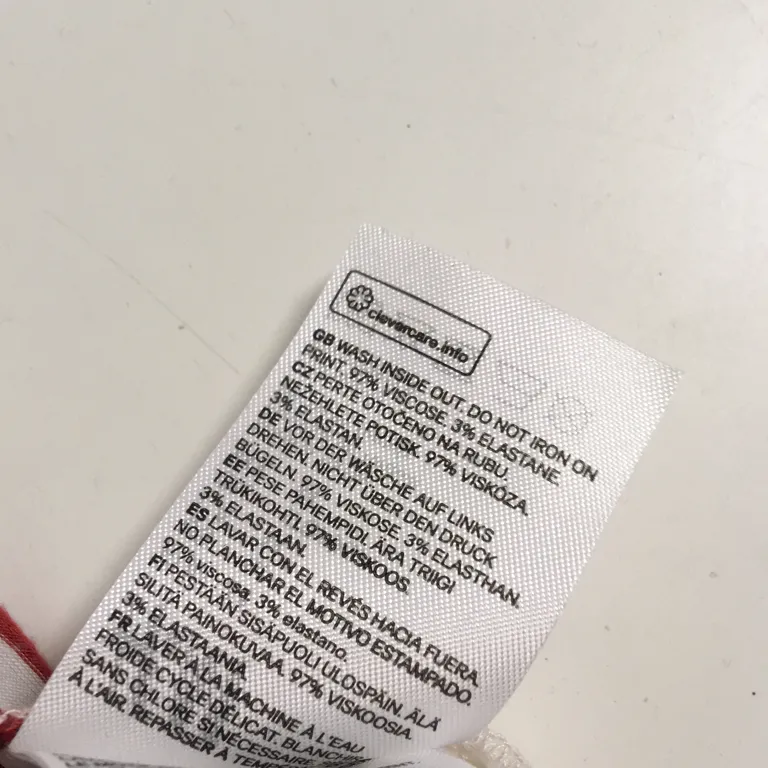 clevercare.info
GB WASH INSIDE OUT. DO NOT IRON ON
PRINT. 97% VISCOSE, 3% ELASTANE.
CZ PERTE OTOČENO NA RUBU.
NEŽEHLETE POTISK. 97% VISKÓZA,
3% ELASTAN.
DE VOR DER WÄSCHE AUF LINKS
DREHEN. NICHT ÜBER DEN DRUCK
BÜGELN. 97% VISKOSE, 3% ELASTHAN.
EE PESE PAHEMPIDI. ÄRA TRIIGI
TRÜKIKOHTI. 97% VISKOOS,
3% ELASTAAN.
ES LAVAR CON EL REVÉS HACIA FUERA.
NO PLANCHAR EL MOTIVO ESTAMPADO.
97% viscosa, 3% elastano.
FI PESTÄÄN SISÄPUOLI ULOSPÄIN. ÄLÄ
SILITÄ PAINOKUVAA. 97% VISKOOSIA,
3% ELASTAANIA.
FR LAVER À LA MACHINE À L'EAU
FROIDE CYCLE DÉLICAT. BLANCHIR
SANS CHLORE SI NÉCESSAIRE.
À L'AIR. REPASSER À